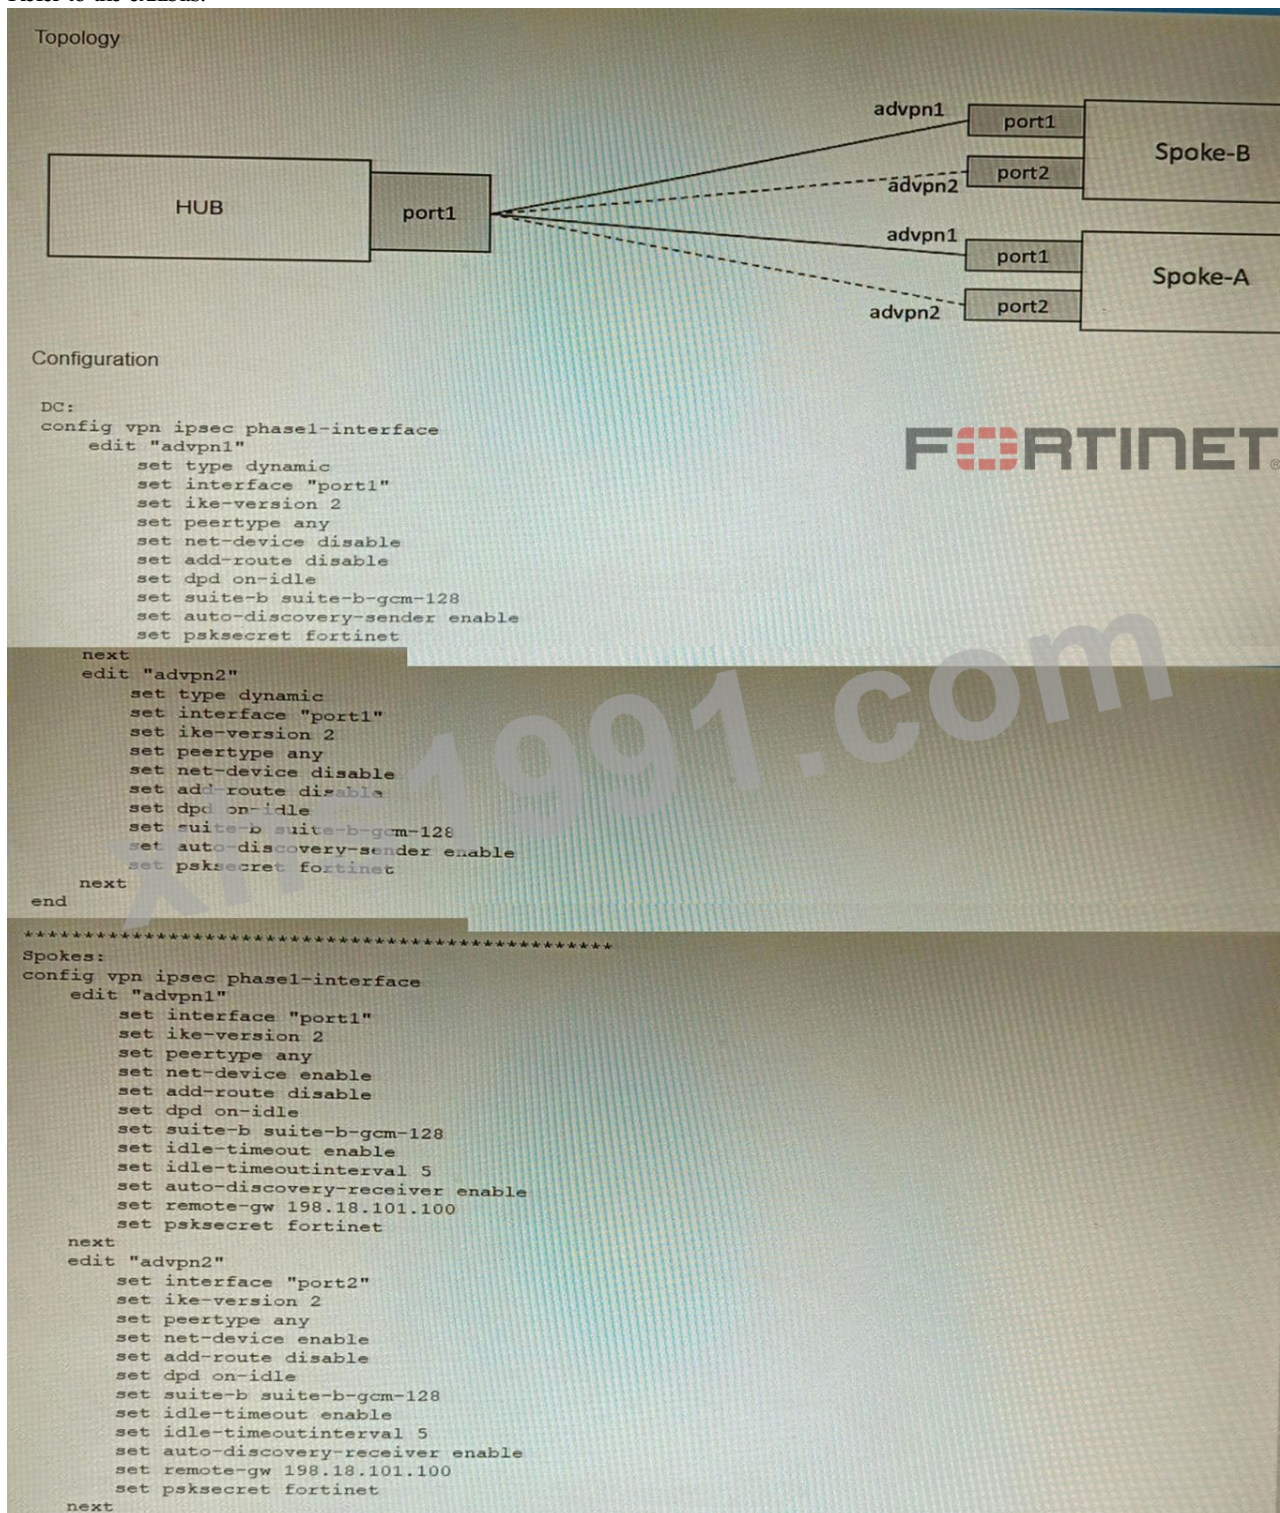 Refer to the exhibits.
Topology
advpn1
port1
Spoke-B
port2
advpn2
HUB
port1
advpn1
port1
Spoke-A
port2
advpn2
Configuration
DC:
config vpn ipsec phase1-interface
edit "advpn1"
set type dynamic
set interface "port1"
set ike-version 2
set peertype any
set net-device disable
set add-route disable
set dpd on-idle
set suite-b suite-b-gcm-128
set auto-discovery-sender enable
set psksecret fortinet
FORTINET®
next
edit "advpn2"
set type dynamic
set interface "port1"
set ike-version 2
set peertype any
set net-device disable
set add-route disable
set dpd on-idle
set suite-b suite-b-gcm-128
set auto-discovery-sender enable
set psksecret fortinet
next
end
1991.com
*************************************************
Spokes:
config vpn ipsec phase1-interface
edit "advpn1"
set interface "port1"
set ike-version 2
set peertype any
set net-device enable
set add-route disable
set dpd on-idle
set suite-b suite-b-gcm-128
set idle-timeout enable
set idle-timeoutinterval 5
set auto-discovery-receiver enable
set remote-gw 198.18.101.100
set psksecret fortinet
next
edit "advpn2"
set interface "port2"
set ike-version 2
set peertype any
set net-device enable
set add-route disable
set dpd on-idle
set suite-b suite-b-gcm-128
set idle-timeout enable
set idle-timeoutinterval 5
set auto-discovery-receiver enable
set remote-gw 198.18.101.100
set psksecret fortinet
next